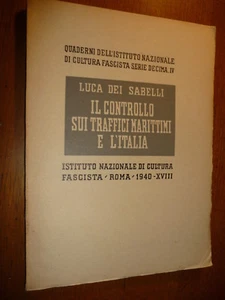 QUADERNI DELL'ISTITUTO NAZIONALE
DI CULTURA FASCISTA SERIE DECIMA, IV
LUCA DEI SABELLI
IL CONTROLLO
SUI TRAFFICI MARITTIMI
E L'ITALIA
ISTITUTO NAZIONALE DI CULTURA
FASCISTA - ROMA - 1940-XVIII